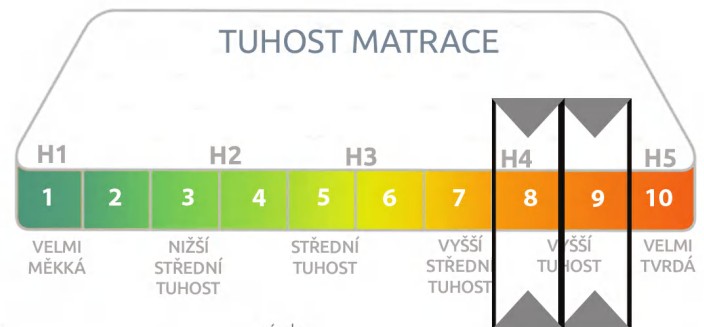 TUHOST MATRACE
H1 H2 H3 H4 H5
1 2 3 4 5 6 7 8 9 10
VELMI MĚKKÁ
NIŽŠÍ STŘEDNÍ TUHOST
STŘEDNÍ TUHOST
VYŠŠÍ STŘEDNÍ TUHOST
VYŠŠÍ TUHOST
VELMI TVRDÁ